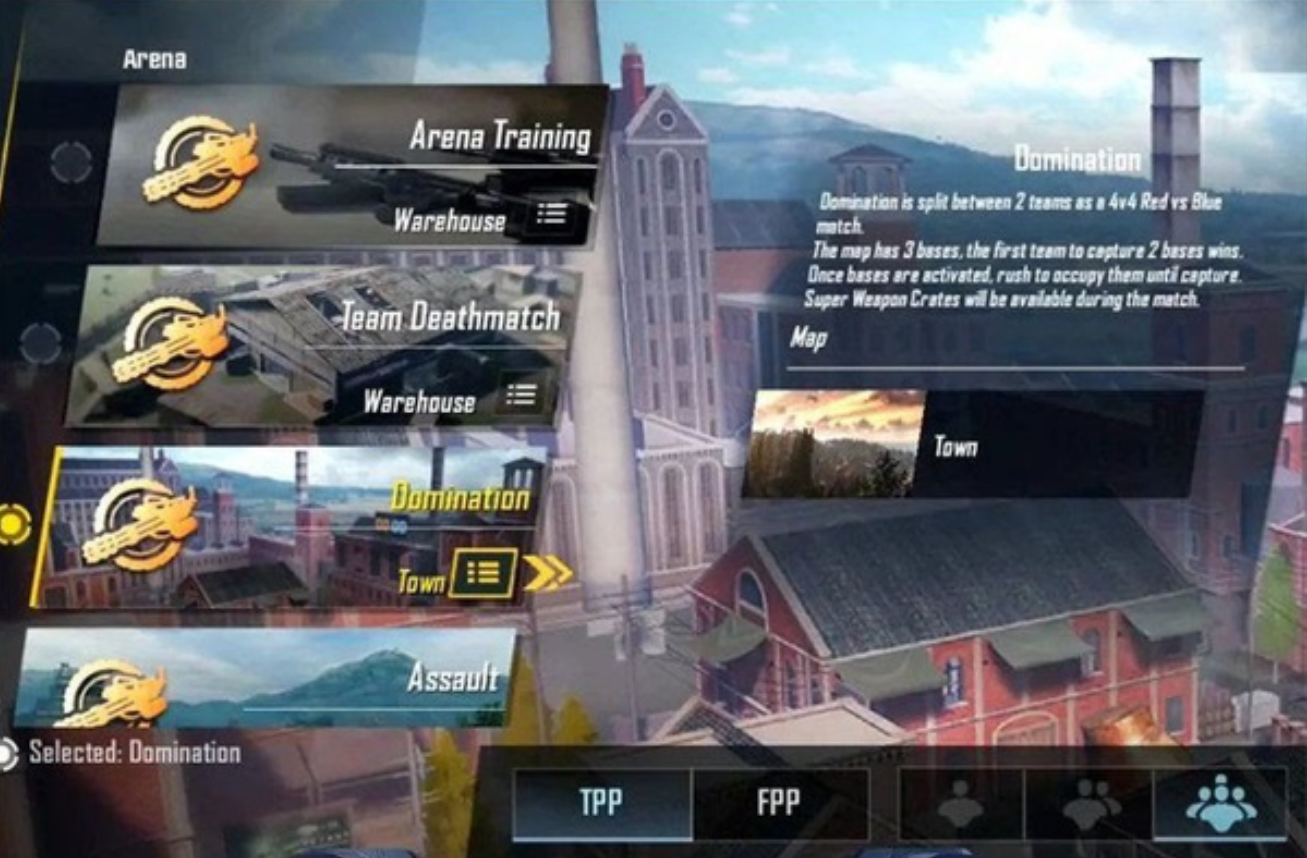 Arena
Arena Training
Warehouse
Team Deathmatch
Warehouse
Domination
Town
Assault
Selected: Domination
Domination
Domination is split between 2 teams as a 4v4 Red vs Blue
match.
The map has 3 bases, the first team to capture 2 bases wins.
Once bases are activated, rush to occupy them until capture.
Super Weapon Crates will be available during the match.
Map
Town
TPP
FPP